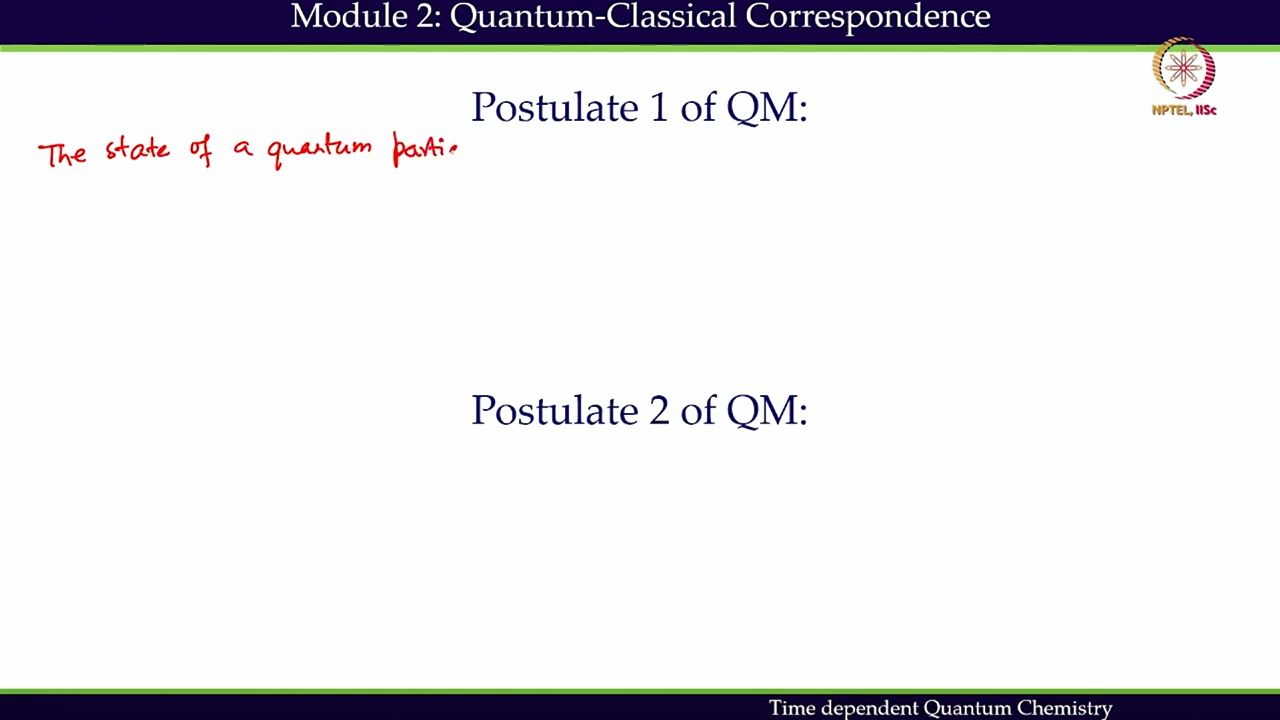 Module 2: Quantum-Classical Correspondence
NPTEL, IISc
Postulate 1 of QM:
The state of a quantum parti
Postulate 2 of QM:
Time dependent Quantum Chemistry